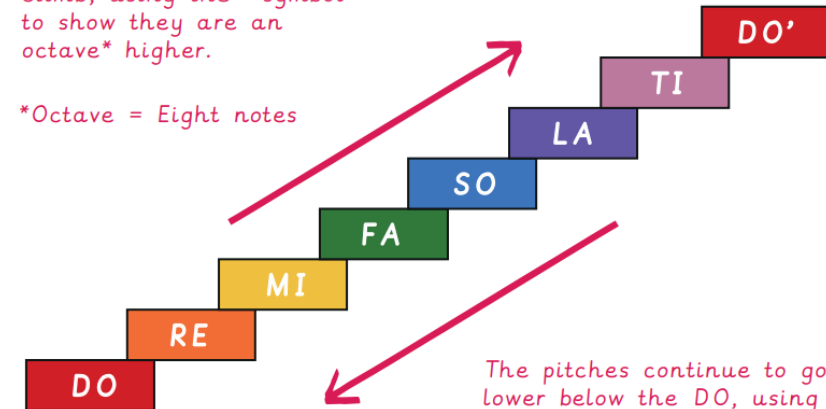 to show they are an
octave* higher.
*Octave = Eight notes
DO'
TI
LA
SO
FA
MI
RE
DO
The pitches continue to go
lower below the DO, using